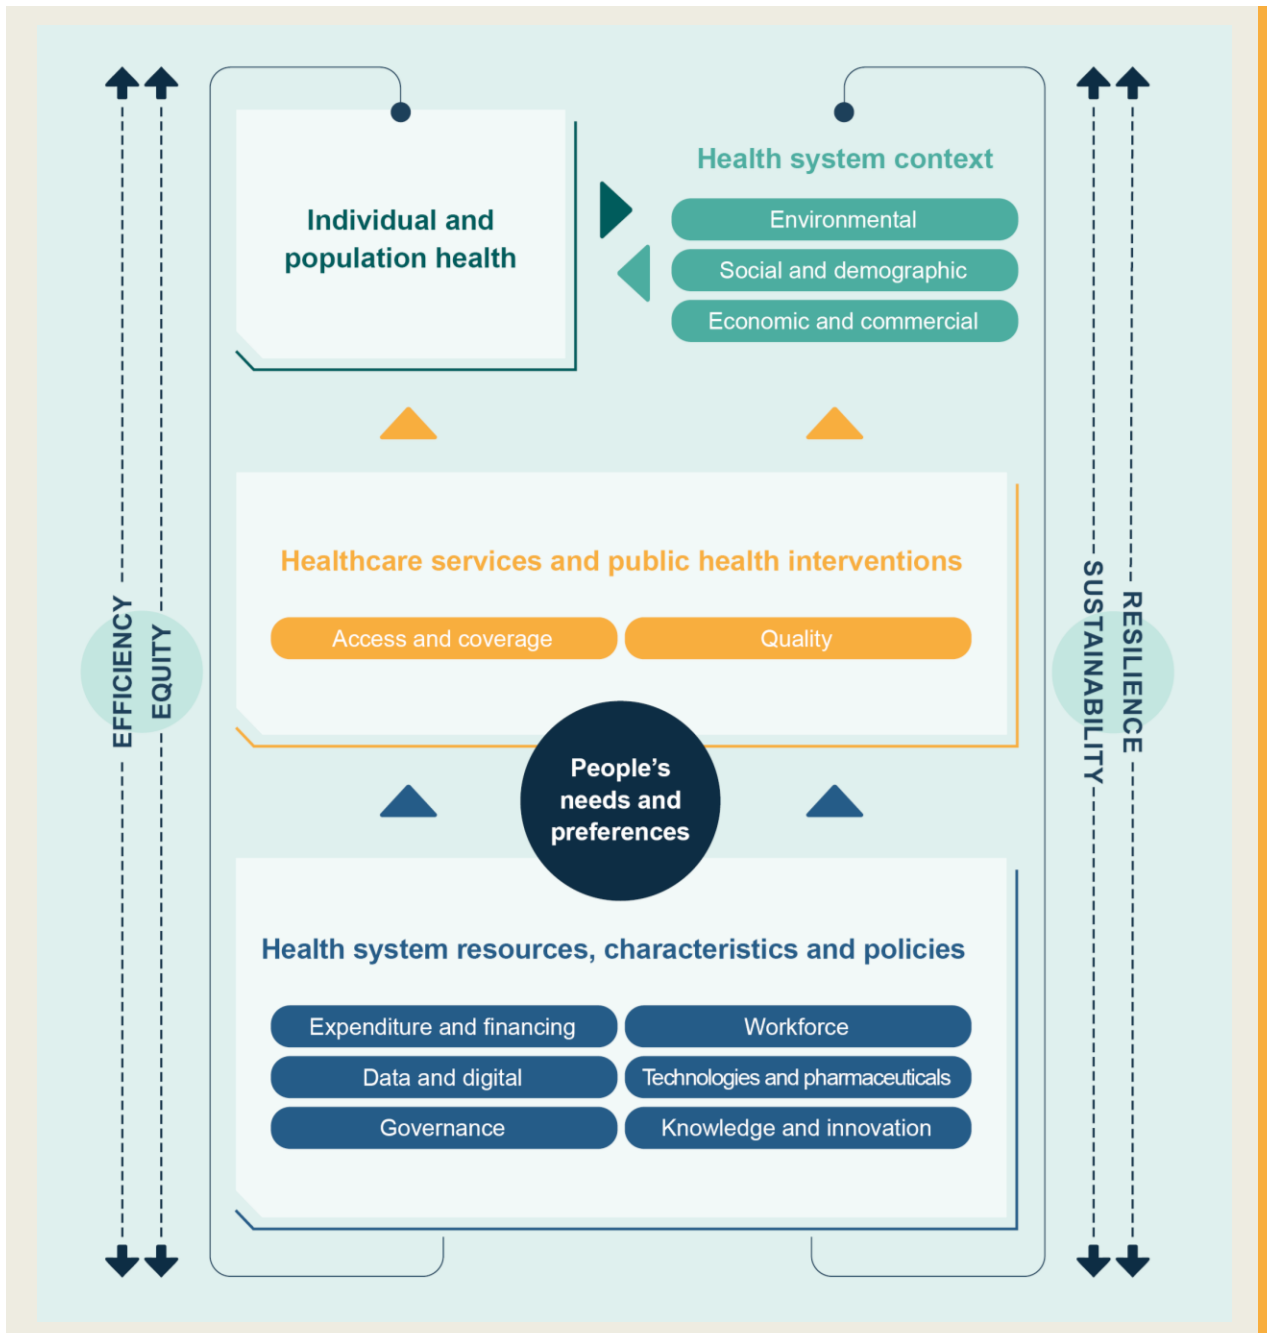 Individual and
population health
Health system context
Environmental
Social and demographic
Economic and commercial
Healthcare services and public health interventions
Access and coverage
Quality
EFFICIENCY
EQUITY
SUSTAINABILITY
RESILIENCE
People’s
needs and
preferences
Health system resources, characteristics and policies
Expenditure and financing
Workforce
Data and digital
Technologies and pharmaceuticals
Governance
Knowledge and innovation